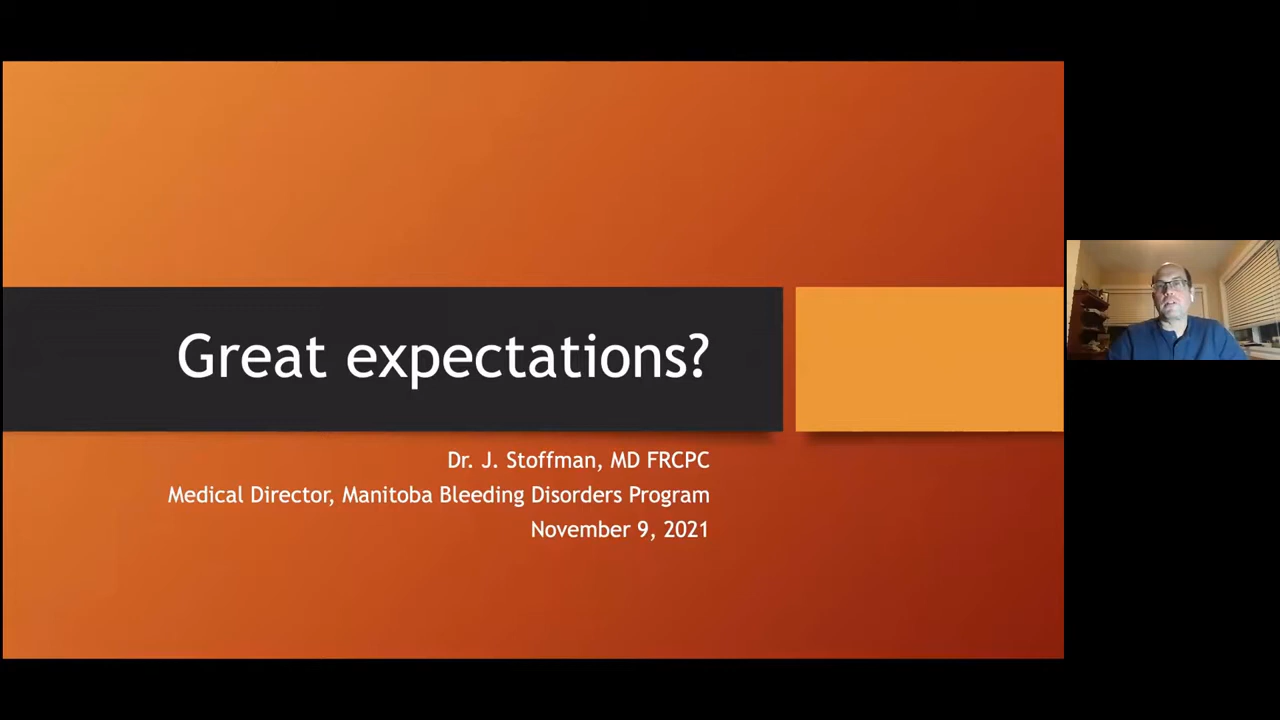 Great expectations?
Dr. J. Stoffman, MD FRCPC
Medical Director, Manitoba Bleeding Disorders Program
November 9, 2021